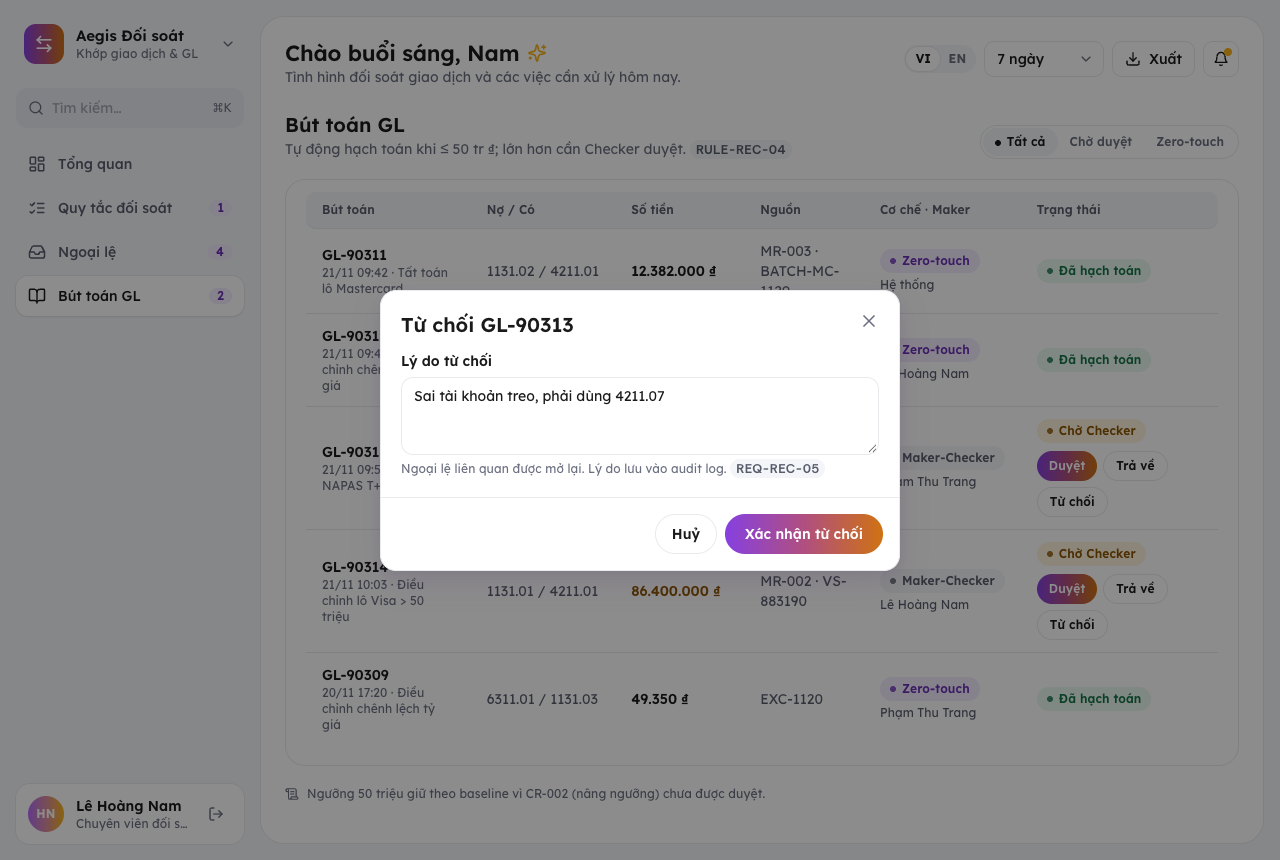 Aegis Đối soát
Khớp giao dịch & GL
Tìm kiếm...
⌘K
Tổng quan
Quy tắc đối soát
1
Ngoại lệ
4
Bút toán GL
2
HN
Lê Hoàng Nam
Chuyên viên đối s...
Chào buổi sáng, Nam
Tình hình đối soát giao dịch và các việc cần xử lý hôm nay.
VI
EN
7 ngày
Xuất
Bút toán GL
Tự động hạch toán khi ≤ 50 tr ₫; lớn hơn cần Checker duyệt. RULE-REC-04
Tất cả
Chờ duyệt
Zero-touch
Bút toán
Nợ / Có
Số tiền
Nguồn
Cơ chế · Maker
Trạng thái
GL-90311
21/11 09:42 · Tất toán
lô Mastercard
1131.02 / 4211.01
12.382.000 ₫
MR-003 ·
BATCH-MC-
Zero-touch
Hệ thống
Đã hạch toán
GL-9031
21/11 09:4
chỉnh chê
giá
Zero-touch
Hoàng Nam
Đã hạch toán
GL-9031
21/11 09:5
NAPAS T+
Maker-Checker
m Thu Trang
Chờ Checker
Duyệt
Trả về
Từ chối
Từ chối GL-90313
Lý do từ chối
Sai tài khoản treo, phải dùng 4211.07
Ngoại lệ liên quan được mở lại. Lý do lưu vào audit log. REQ-REC-05
Huỷ
Xác nhận từ chối
GL-90314
21/11 10:03 · Điều
chỉnh lô Visa > 50
triệu
1131.01 / 4211.01
86.400.000 ₫
MR-002 · VS-
883190
Maker-Checker
Lê Hoàng Nam
Chờ Checker
Duyệt
Trả về
Từ chối
GL-90309
20/11 17:20 · Điều
chỉnh chênh lệch tỷ
giá
6311.01 / 1131.03
49.350 ₫
EXC-1120
Zero-touch
Phạm Thu Trang
Đã hạch toán
Ngưỡng 50 triệu giữ theo baseline vì CR-002 (nâng ngưỡng) chưa được duyệt.